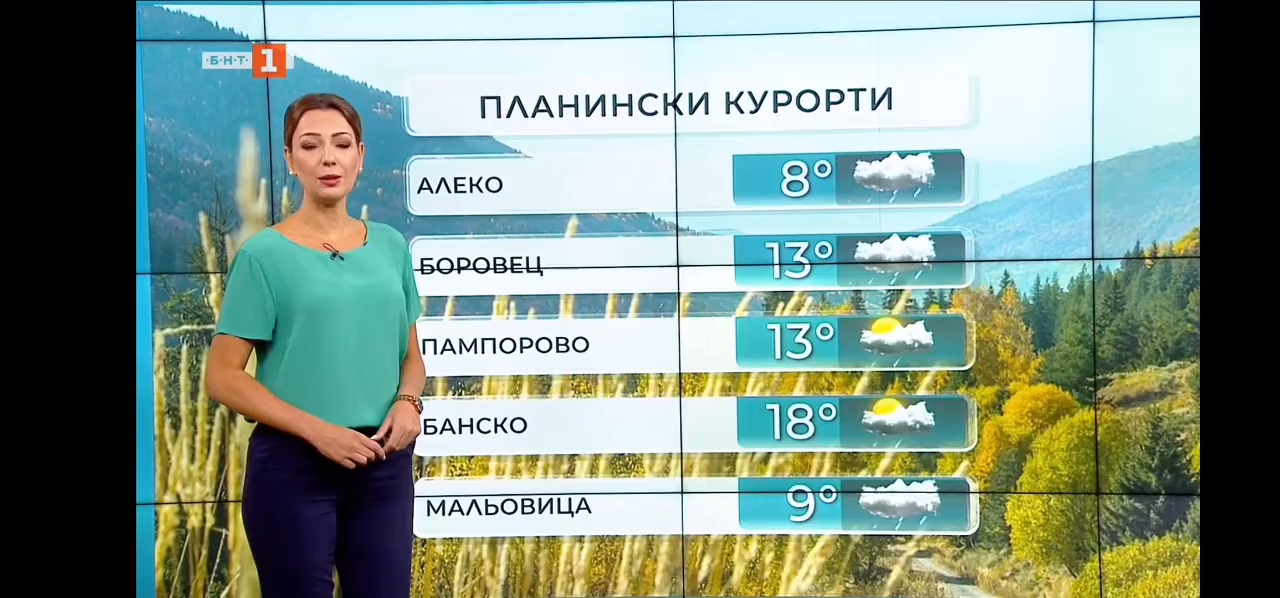 БНТ 1
ПЛАНИНСКИ КУРОРТИ
АЛЕКО 8°
БОРОВЕЦ 13°
ПАМПОРОВО 13°
БАНСКО 18°
МАЛЬОВИЦА 9°